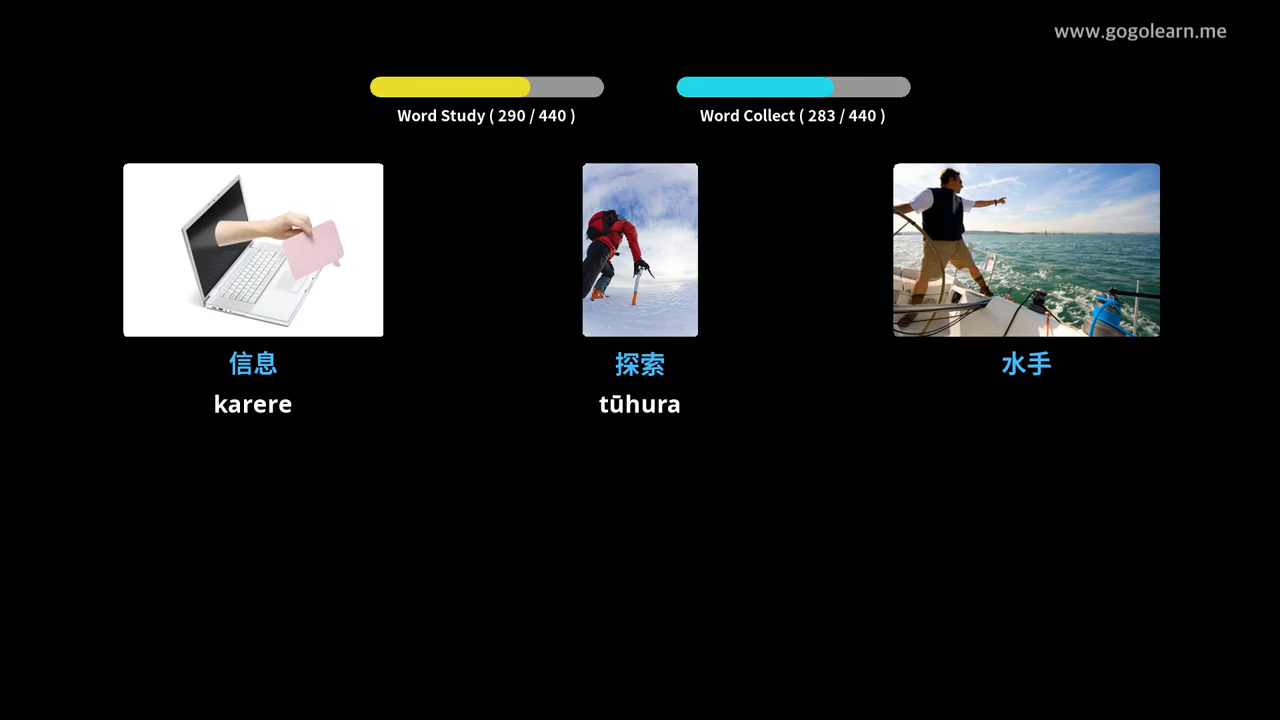 www.gogolearn.me
Word Study ( 290 / 440 )
Word Collect ( 283 / 440 )
信息
探索
水手
karere
tūhura